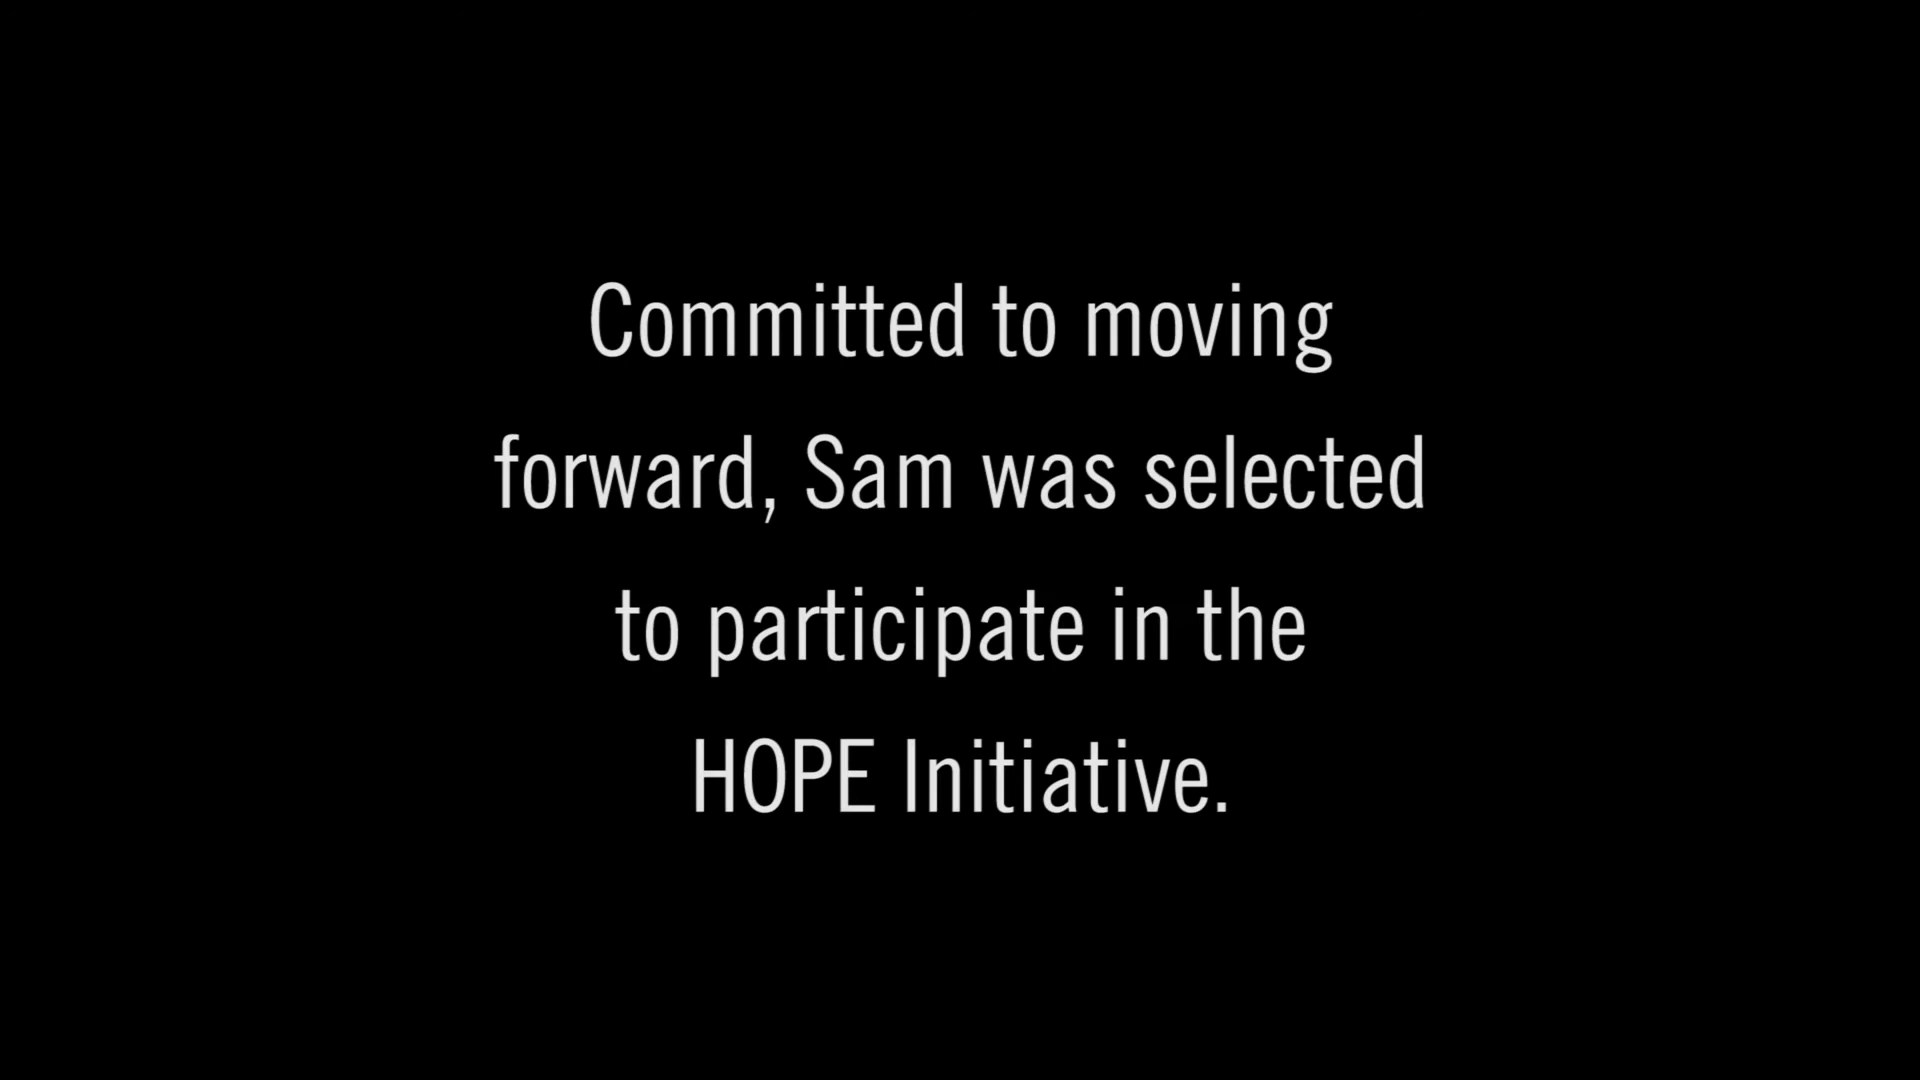 Committed to moving
forward, Sam was selected
to participate in the
HOPE Initiative.